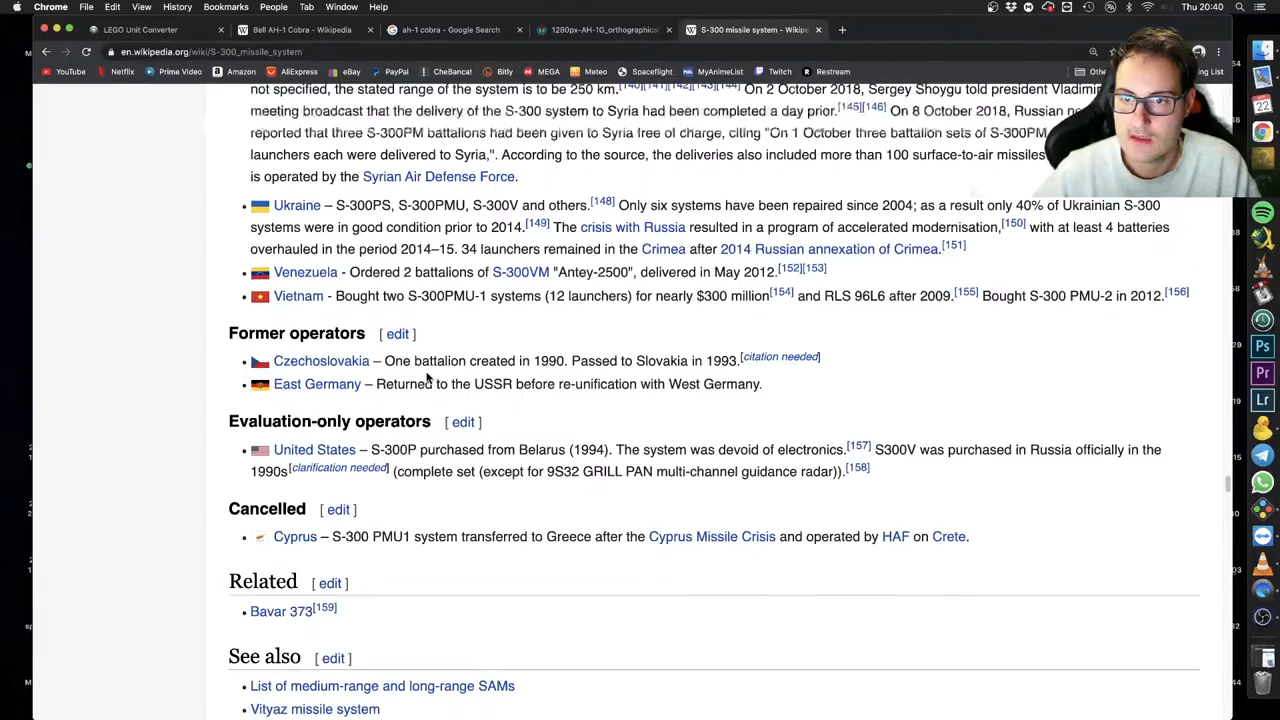 Chrome File Edit View History Bookmarks People Tab Window Help
Thu 20:40
LEGO Unit Converter
Bell AH-1 Cobra - Wikipedia
ah-1 cobra - Google Search
1280px-AH-1G_orthographica
S-300 missile system - Wikipe
en.wikipedia.org/wiki/S-300_missile_system
YouTube Netflix Prime Video Amazon AliExpress eBay PayPal CheBanca! Bitly MEGA Meteo Spaceflight MyAnimeList Twitch Restream
not specified, the stated range of the system is to be 250 km.[140][141][142][143][144] On 2 October 2018, Sergey Shoygu told president Vladimir
meeting broadcast that the delivery of the S-300 system to Syria had been completed a day prior.[145][146] On 8 October 2018, Russian
reported that three S-300PM battalions had been given to Syria free of charge, citing "On 1 October three battalion sets of S-300PM
launchers each were delivered to Syria,". According to the source, the deliveries also included more than 100 surface-to-air missiles
is operated by the Syrian Air Defense Force.
Ukraine – S-300PS, S-300PMU, S-300V and others.[148] Only six systems have been repaired since 2004; as a result only 40% of Ukrainian S-300
systems were in good condition prior to 2014.[149] The crisis with Russia resulted in a program of accelerated modernisation,[150] with at least 4 batteries
overhauled in the period 2014–15. 34 launchers remained in the Crimea after 2014 Russian annexation of Crimea.[151]
Venezuela - Ordered 2 battalions of S-300VM "Antey-2500", delivered in May 2012.[152][153]
Vietnam - Bought two S-300PMU-1 systems (12 launchers) for nearly $300 million[154] and RLS 96L6 after 2009.[155] Bought S-300 PMU-2 in 2012.[156]
Former operators [ edit ]
Czechoslovakia – One battalion created in 1990. Passed to Slovakia in 1993.[citation needed]
East Germany – Returned to the USSR before re-unification with West Germany.
Evaluation-only operators [ edit ]
United States – S-300P purchased from Belarus (1994). The system was devoid of electronics.[157] S300V was purchased in Russia officially in the
1990s[clarification needed] (complete set (except for 9S32 GRILL PAN multi-channel guidance radar)).[158]
Cancelled [ edit ]
Cyprus – S-300 PMU1 system transferred to Greece after the Cyprus Missile Crisis and operated by HAF on Crete.
Related [ edit ]
Bavar 373[159]
See also [ edit ]
List of medium-range and long-range SAMs
Vityaz missile system
22
Ps
Pr
Lr